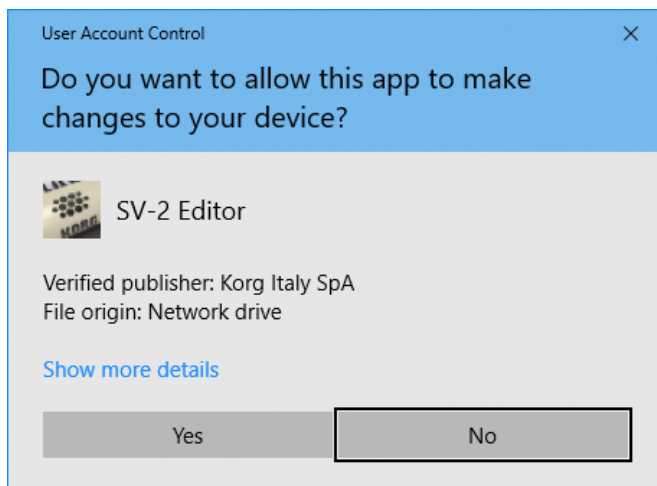 User Account Control
Do you want to allow this app to make
changes to your device?
KORG
SV-2 Editor
Verified publisher: Korg Italy SpA
File origin: Network drive
Show more details
Yes
No